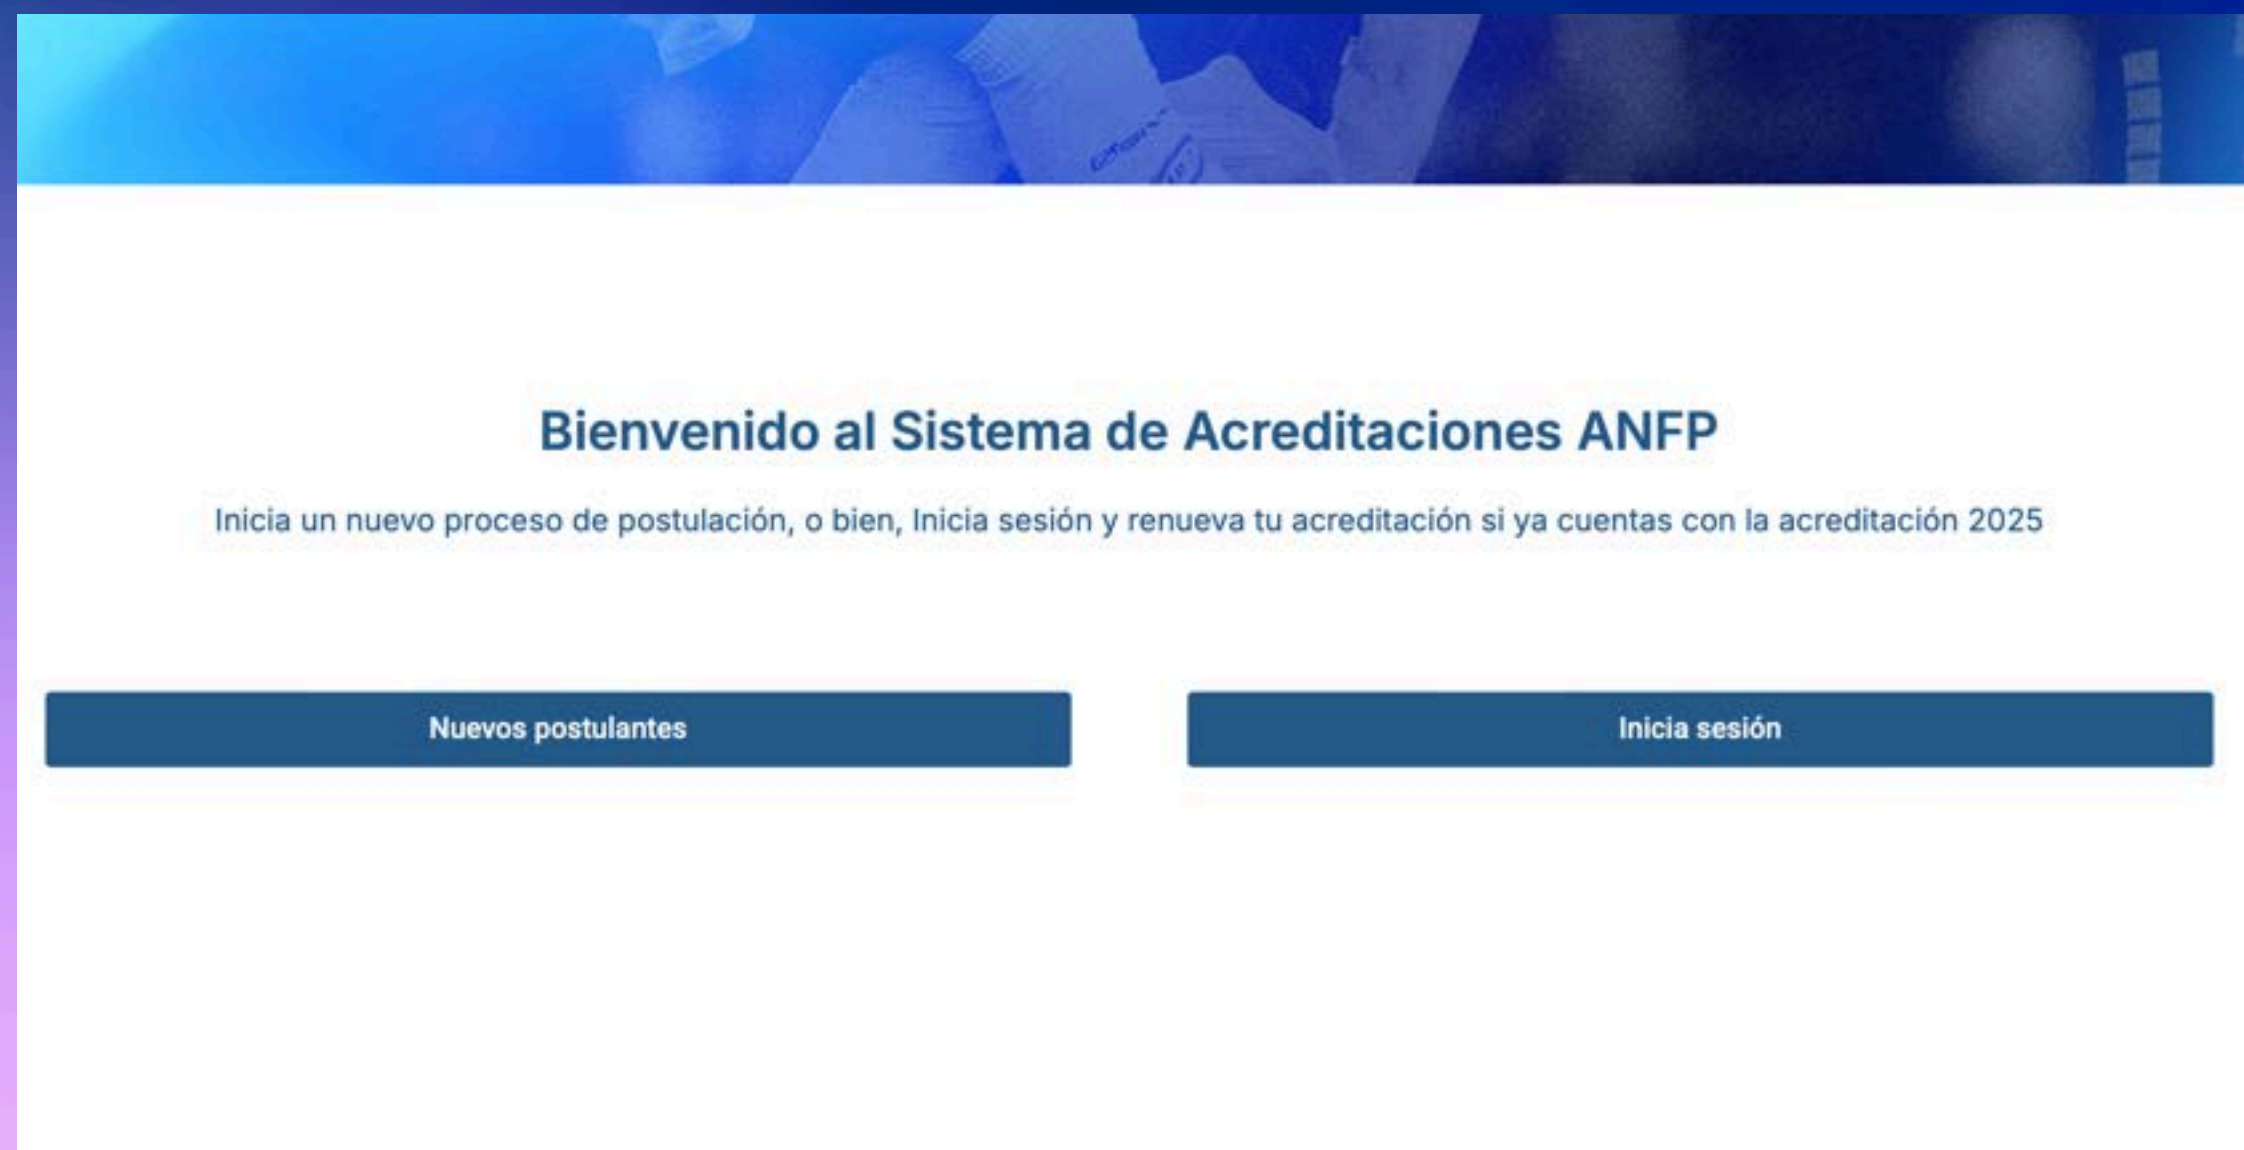 Bienvenido al Sistema de Acreditaciones ANFP
Inicia un nuevo proceso de postulación, o bien, Inicia sesión y renueva tu acreditación si ya cuentas con la acreditación 2025
Nuevos postulantes
Inicia sesión